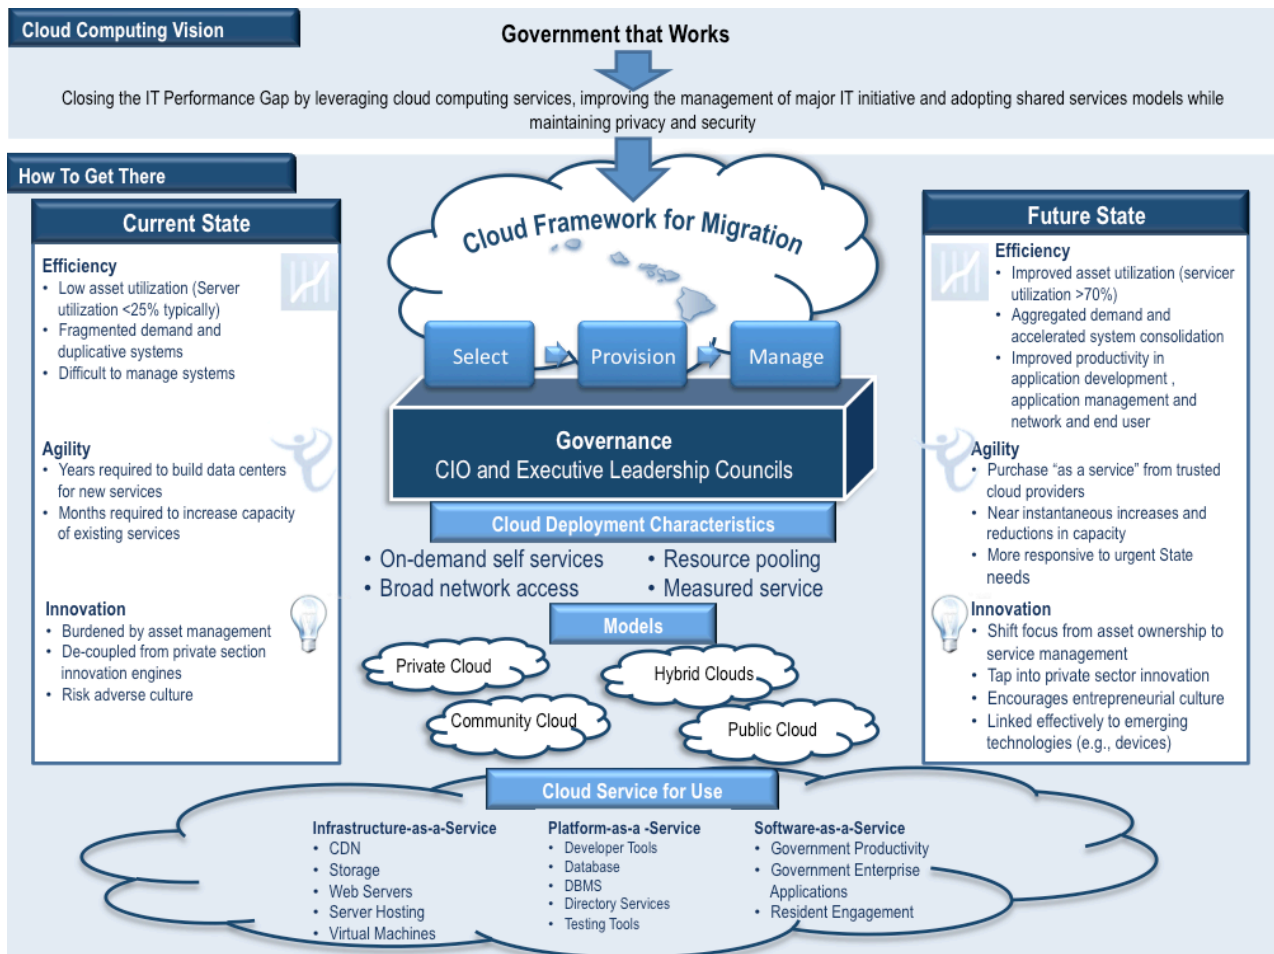 Cloud Computing Vision
Government that Works
Closing the IT Performance Gap by leveraging cloud computing services, improving the management of major IT initiative and adopting shared services models while
maintaining privacy and security
How To Get There
Current State
Efficiency
• Low asset utilization (Server
utilization <25% typically)
• Fragmented demand and
duplicative systems
• Difficult to manage systems
Agility
• Years required to build data centers
for new services
• Months required to increase capacity
of existing services
Innovation
• Burdened by asset management
• De-coupled from private section
innovation engines
• Risk adverse culture
Cloud Framework for Migration
Select
Provision
Manage
Governance
CIO and Executive Leadership Councils
Cloud Deployment Characteristics
• On-demand self services
• Broad network access
• Resource pooling
• Measured service
Models
Private Cloud
Hybrid Clouds
Community Cloud
Public Cloud
Future State
Efficiency
• Improved asset utilization (servicer
utilization >70%)
• Aggregated demand and
accelerated system consolidation
• Improved productivity in
application development ,
application management and
network and end user
Agility
• Purchase “as a service” from trusted
cloud providers
• Near instantaneous increases and
reductions in capacity
• More responsive to urgent State
needs
Innovation
• Shift focus from asset ownership to
service management
• Tap into private sector innovation
• Encourages entrepreneurial culture
• Linked effectively to emerging
technologies (e.g., devices)
Cloud Service for Use
Infrastructure-as-a-Service
• CDN
• Storage
• Web Servers
• Server Hosting
• Virtual Machines
Platform-as-a -Service
• Developer Tools
• Database
• DBMS
• Directory Services
• Testing Tools
Software-as-a-Service
• Government Productivity
• Government Enterprise
Applications
• Resident Engagement